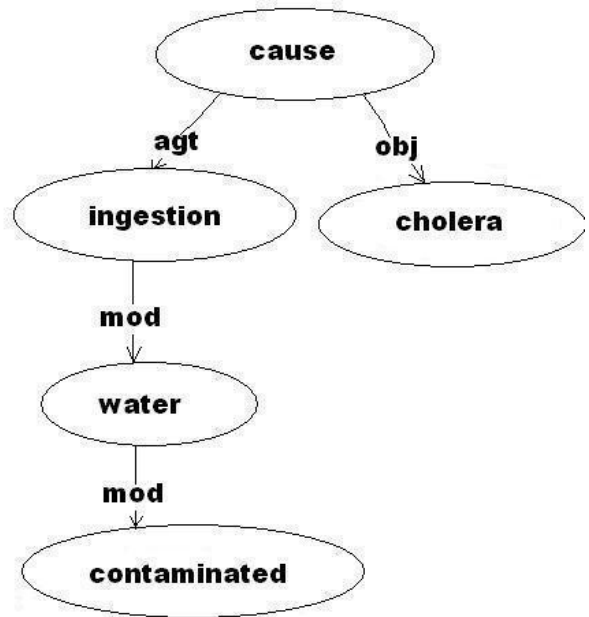 cause
agt
obj
ingestion
cholera
mod
water
mod
contaminated